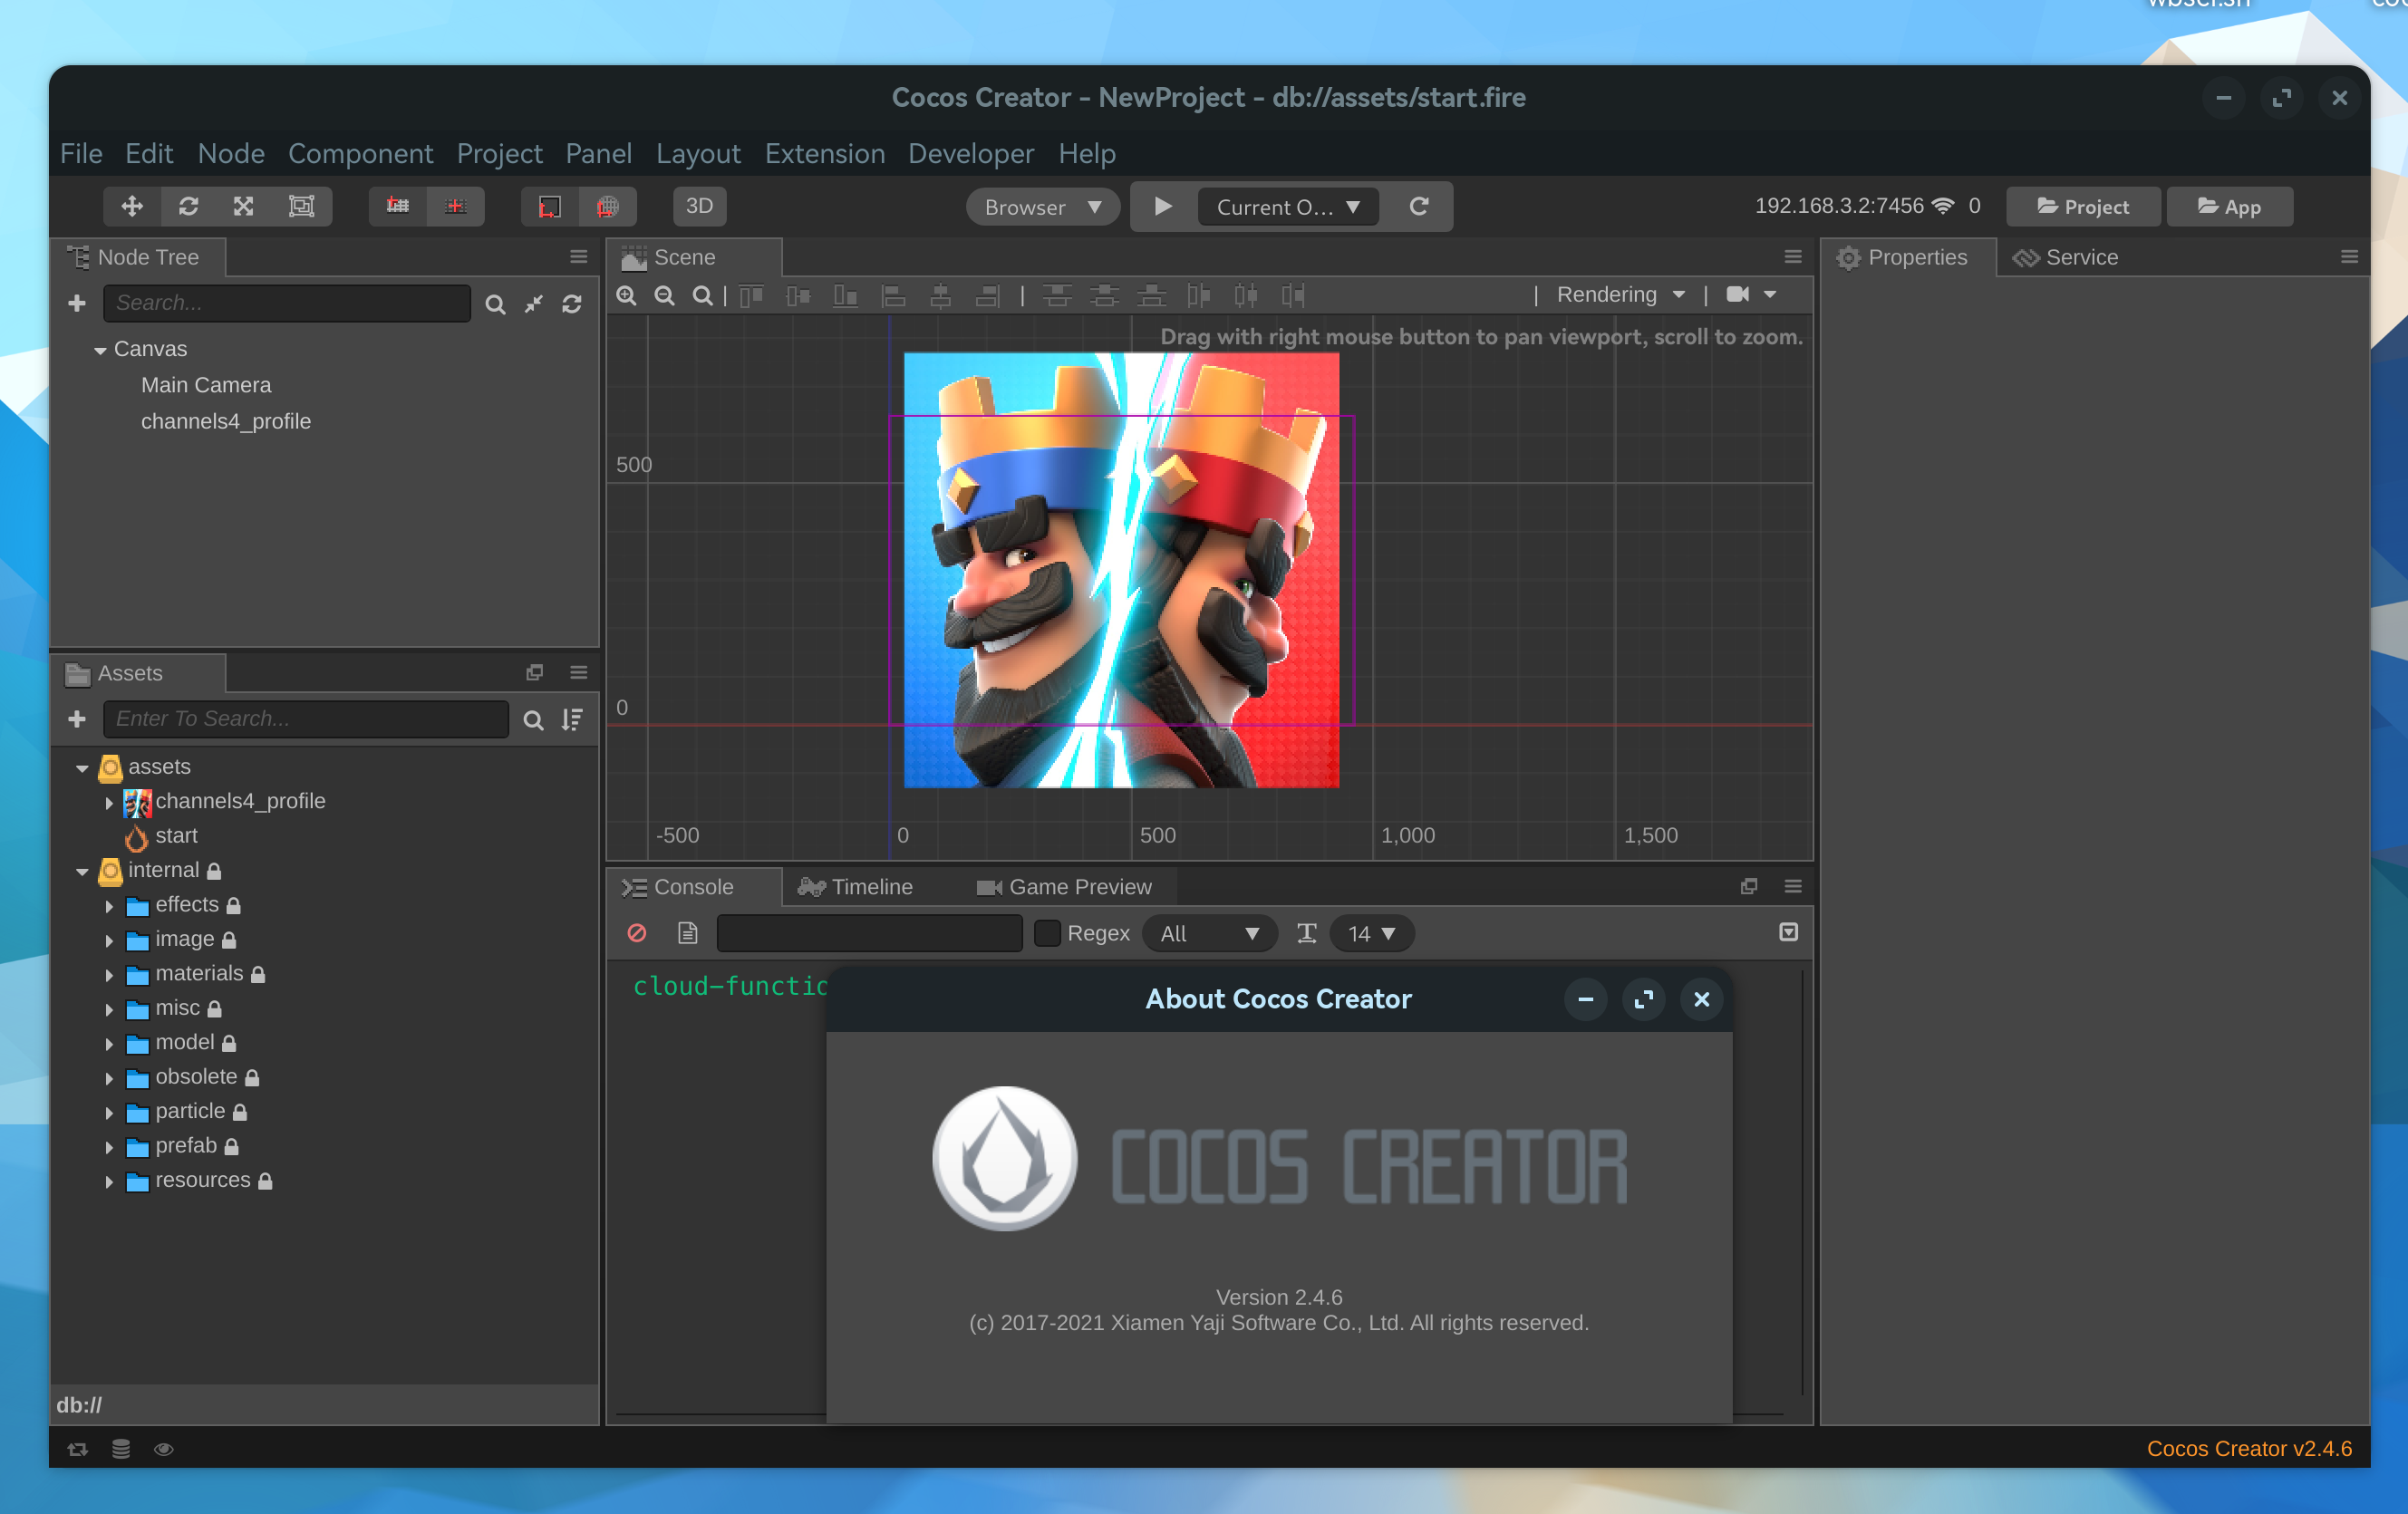 wbscf.sh
Cocos Creator - NewProject - db://assets/start.fire
File Edit Node Component Project Panel Layout Extension Developer Help
3D Browser Current O... 192.168.3.2:7456 0 Project App
Node Tree
Search...
Canvas
Main Camera
channels4_profile
Scene
Rendering
Drag with right mouse button to pan viewport, scroll to zoom.
500
0
-500 0 500 1,000 1,500
Properties Service
Assets
Enter To Search...
assets
channels4_profile
start
internal
effects
image
materials
misc
model
obsolete
particle
prefab
resources
db://
Console Timeline Game Preview
Regex All 14
cloud-functio
About Cocos Creator
COCOS CREATOR
Version 2.4.6
(c) 2017-2021 Xiamen Yaji Software Co., Ltd. All rights reserved.
Cocos Creator v2.4.6